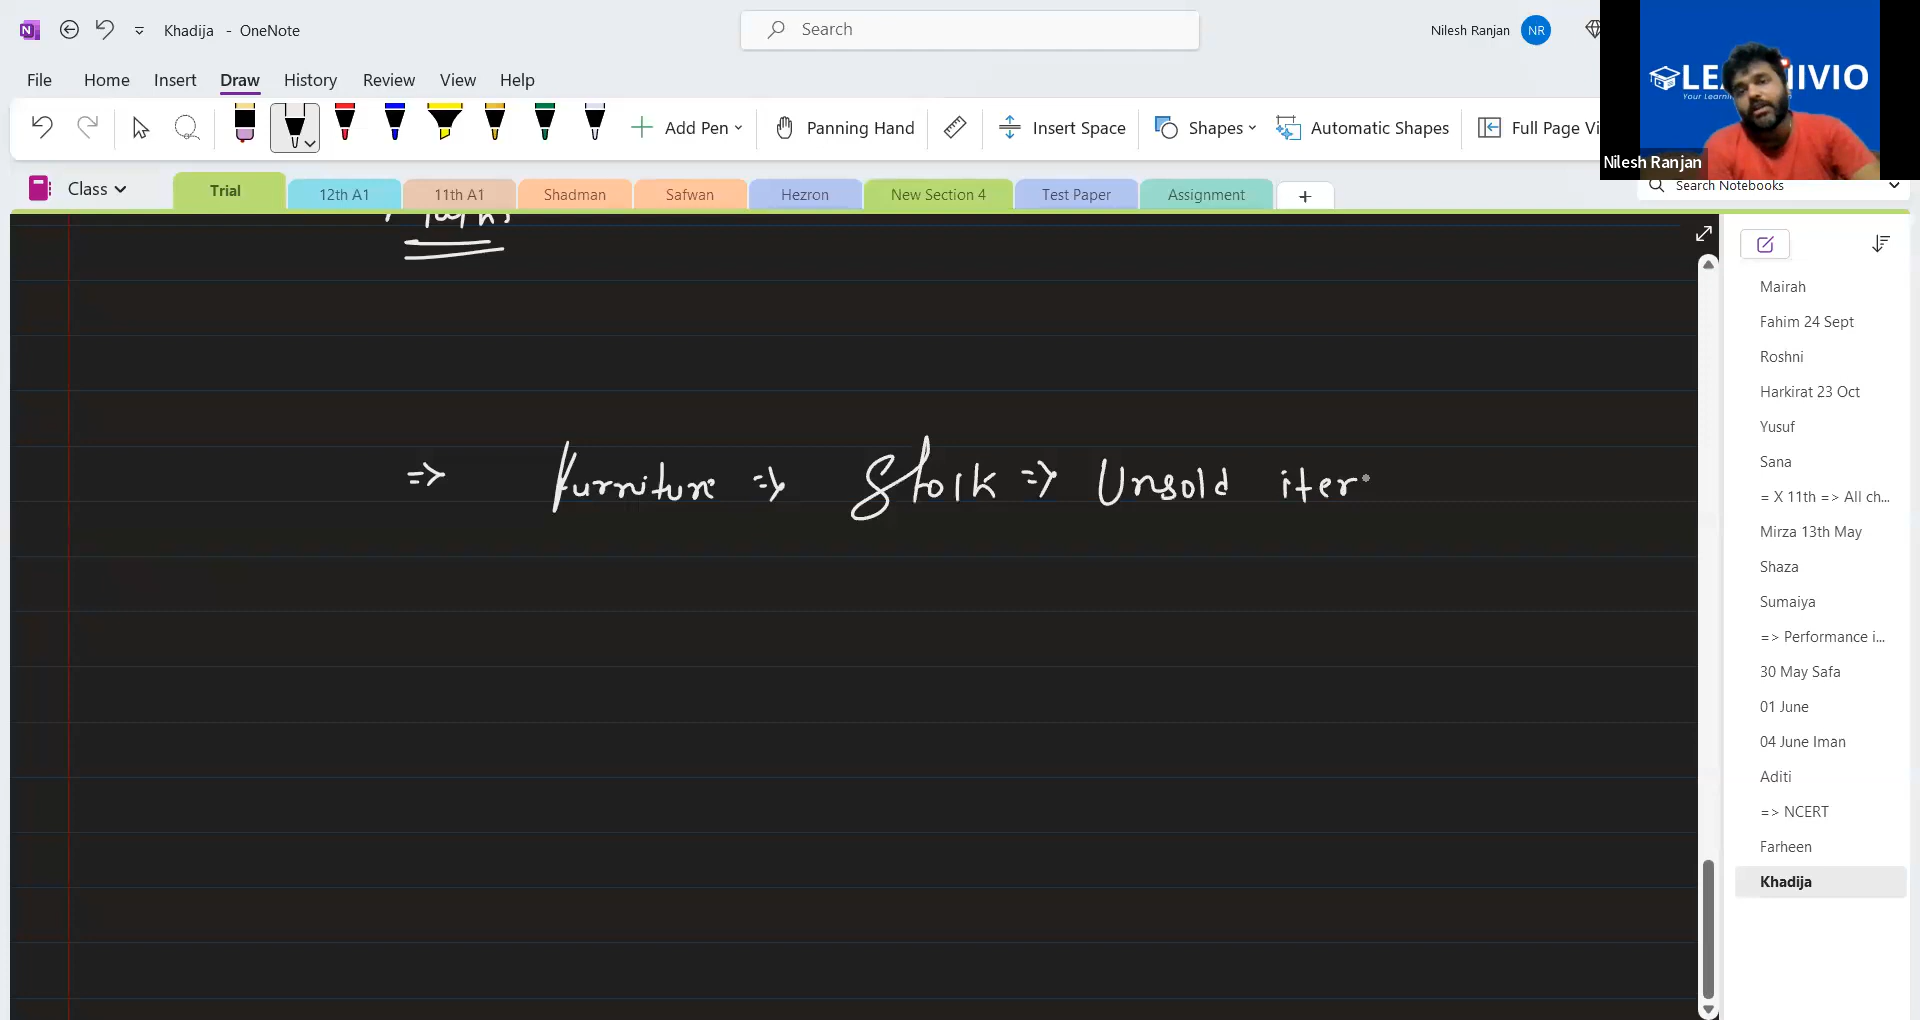 Khadija - OneNote
Search
Nilesh Ranjan
NR
File Home Insert Draw History Review View Help
Add Pen
Panning Hand
Insert Space
Shapes
Automatic Shapes
Full Page Vi
Nilesh Ranjan
Class
Trial
12th A1
11th A1
Shadman
Safwan
Hezron
New Section 4
Test Paper
Assignment
+
Search Notebooks
=> Furniture => Stock => Unsold iter
Mairah
Fahim 24 Sept
Roshni
Harkirat 23 Oct
Yusuf
Sana
= X 11th => All ch...
Mirza 13th May
Shaza
Sumaiya
=> Performance i...
30 May Safa
01 June
04 June Iman
Aditi
=> NCERT
Farheen
Khadija